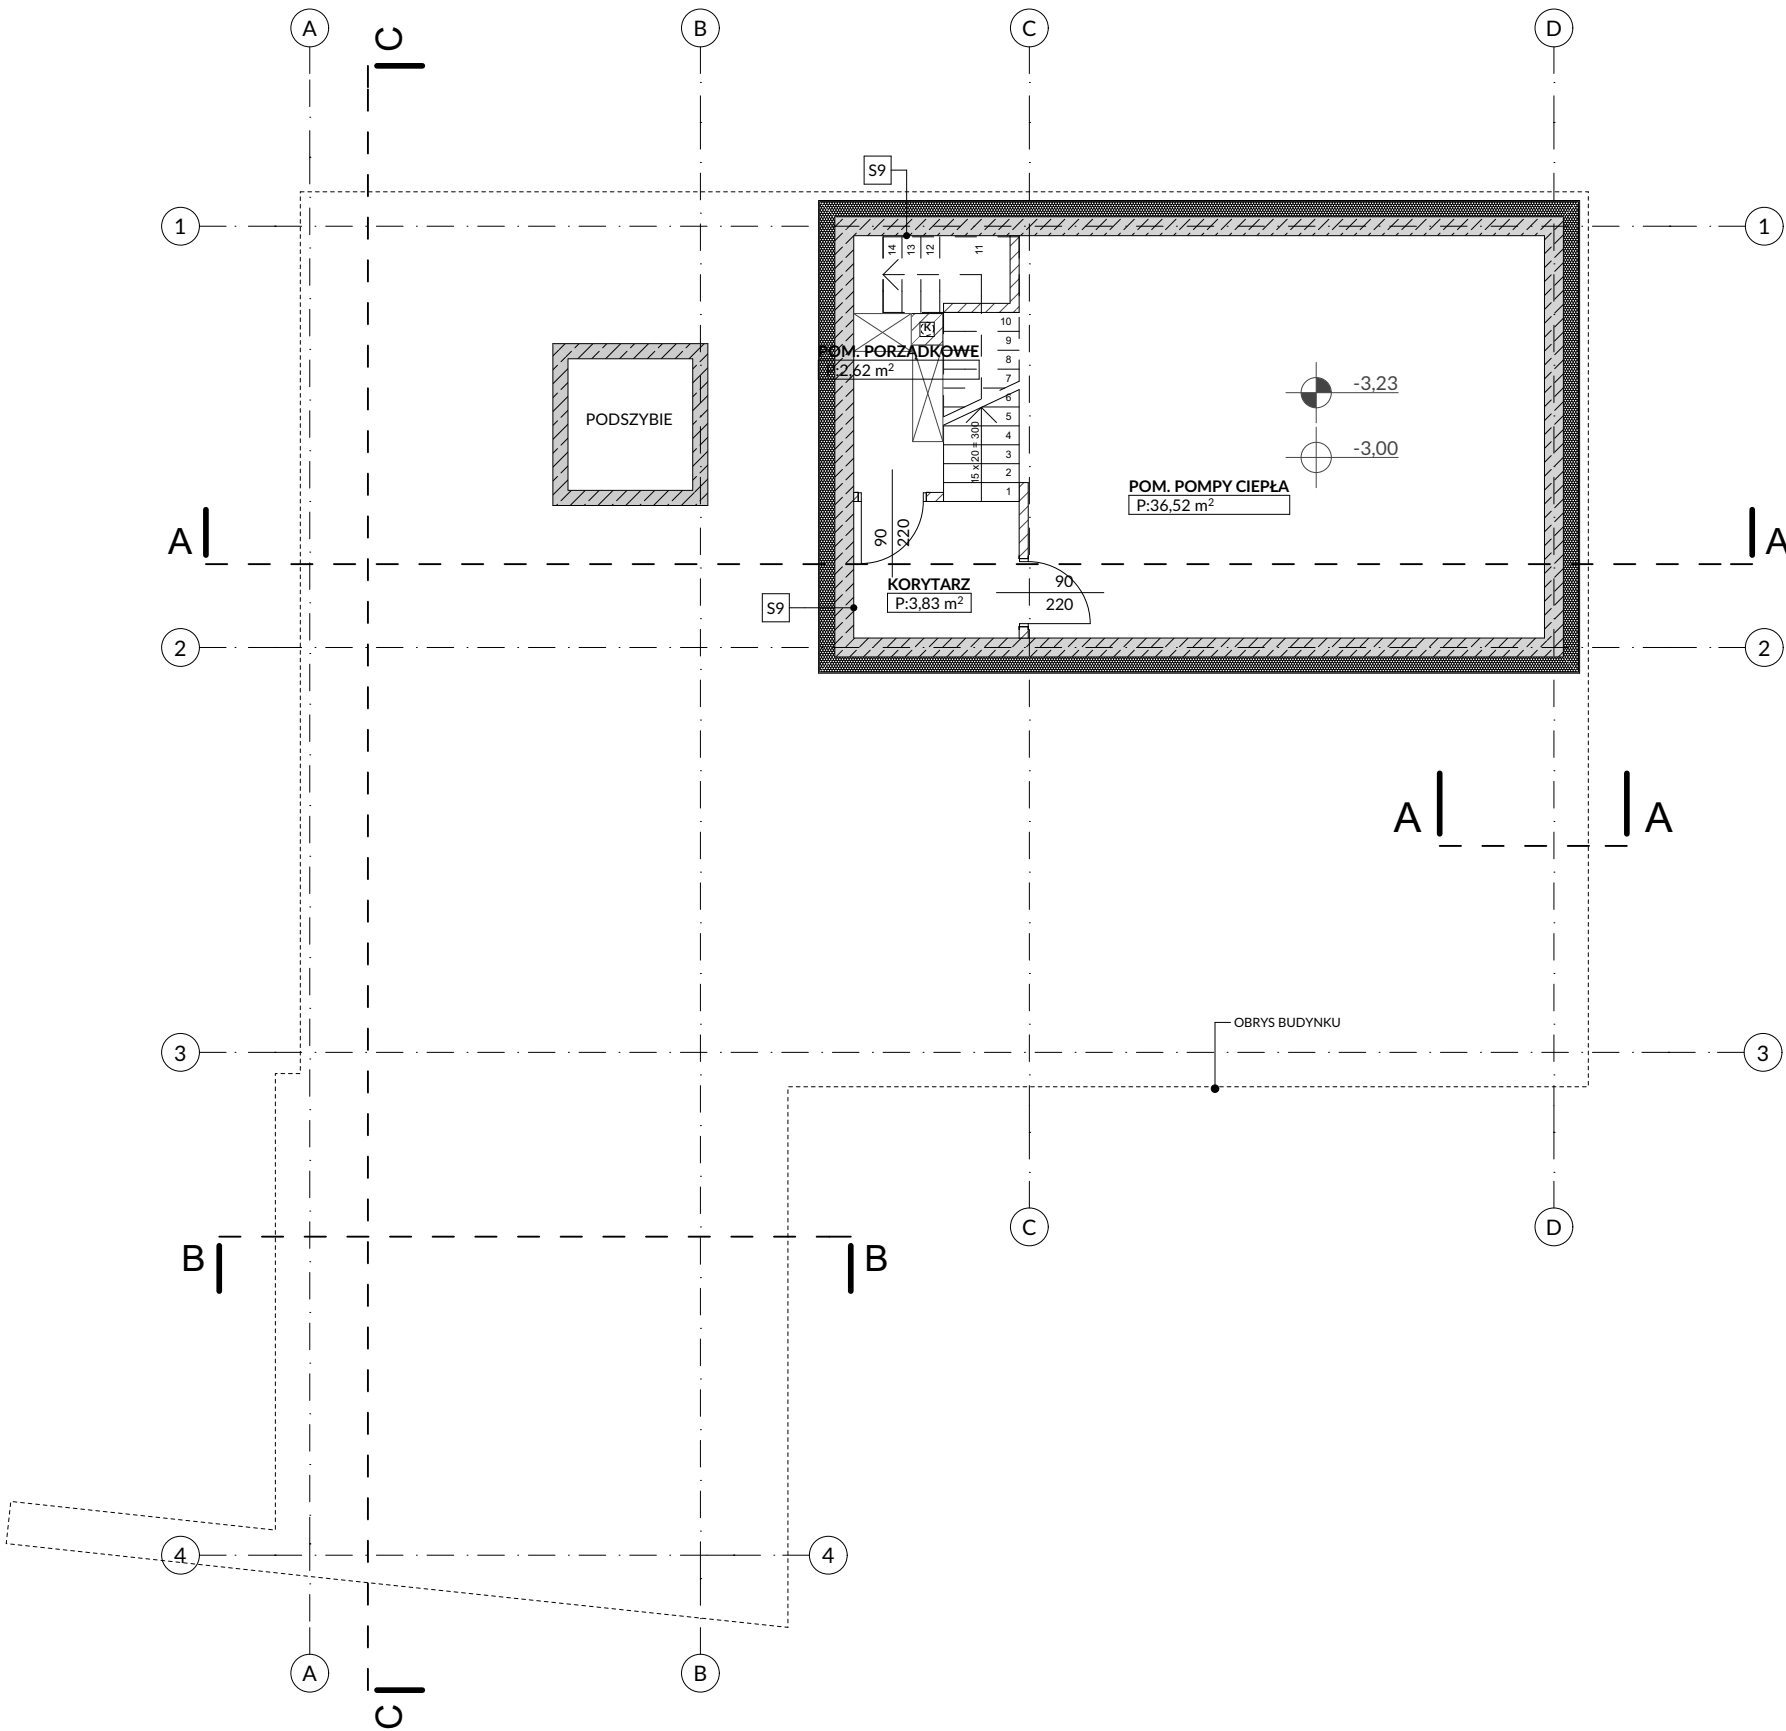 A
B
C
D
C
S9
1
1
14
13
12
11
10
9
8
7
6
5
4
3
2
1
K
POM. PORZĄDKOWE
P:2,62 m²
PODSZYBIE
-3,23
-3,00
15 x 20 = 300
POM. POMPY CIEPŁA
P:36,52 m²
A
A
90
220
KORYTARZ
P:3,83 m²
90
220
S9
2
2
A
A
OBRYS BUDYNKU
3
3
C
D
B
B
4
4
A
B
C